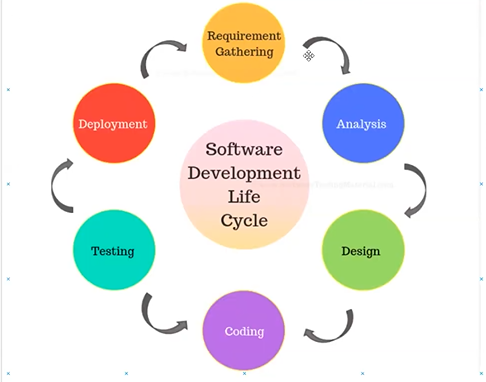 Requirement
Gathering
Deployment
Analysis
Software
Development
Life
Cycle
Testing
Design
Coding